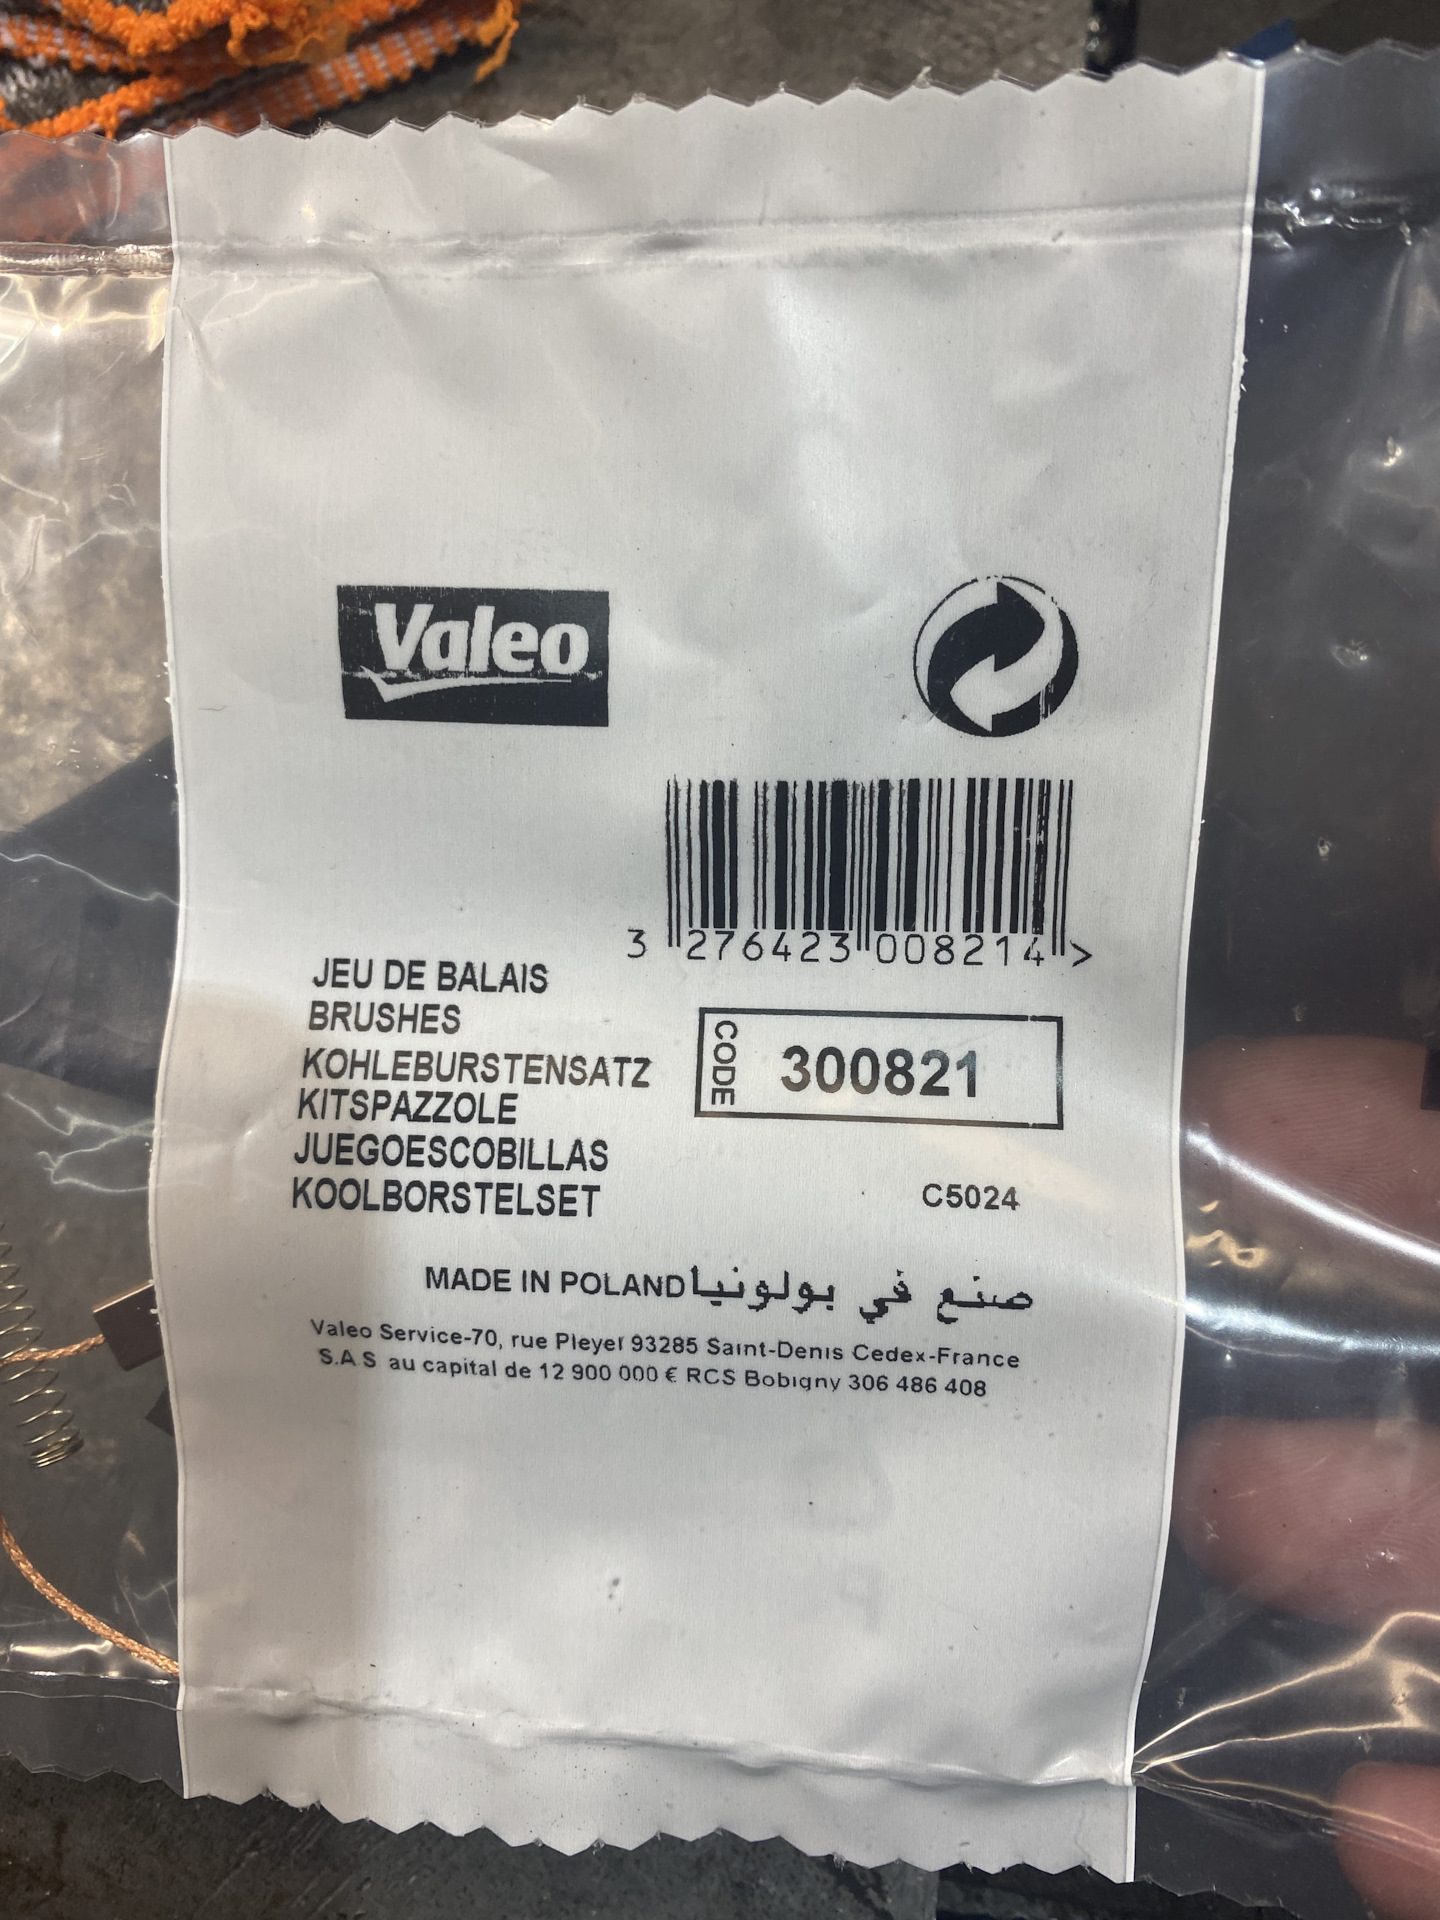 Valeo
3 276423 008214 >
JEU DE BALAIS
BRUSHES
KOHLEBURSTENSATZ
KITSPAZZOLE
JUEGOESCOBILLAS
KOOLBORSTELSET
CODE
300821
C5024
MADE IN POLAND صنع في بولونيا
Valeo Service-70, rue Pleyel 93285 Saint-Denis Cedex-France
S.A.S au capital de 12 900 000 € RCS Bobigny 306 486 408